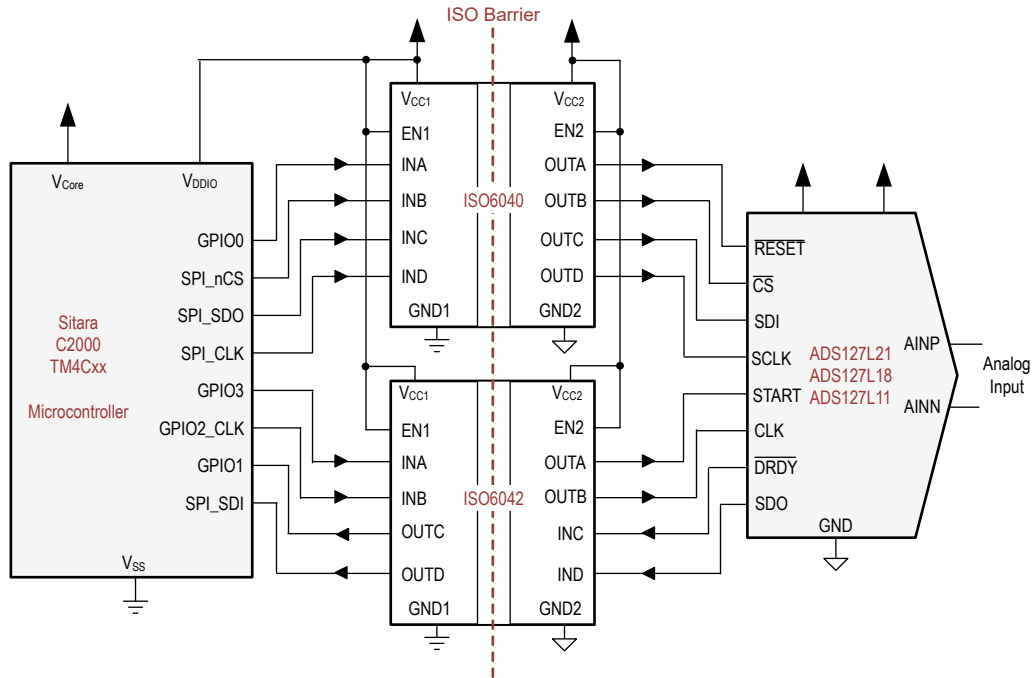 ISO Barrier
VCore
VDDIO
GPIO0
SPI_nCS
SPI_SDO
SPI_CLK
GPIO3
GPIO2_CLK
GPIO1
SPI_SDI
Sitara
C2000
TM4Cxx
Microcontroller
VSS
VCC1
EN1
INA
INB
INC
IND
GND1
ISO6040
VCC2
EN2
OUTA
OUTB
OUTC
OUTD
GND2
VCC1
EN1
INA
INB
OUTC
OUTD
GND1
ISO6042
VCC2
EN2
OUTA
OUTB
INC
IND
GND2
RESET
CS
SDI
SCLK
START
CLK
DRDY
SDO
ADS127L21
ADS127L18
ADS127L11
AINP
AINN
GND
Analog
Input